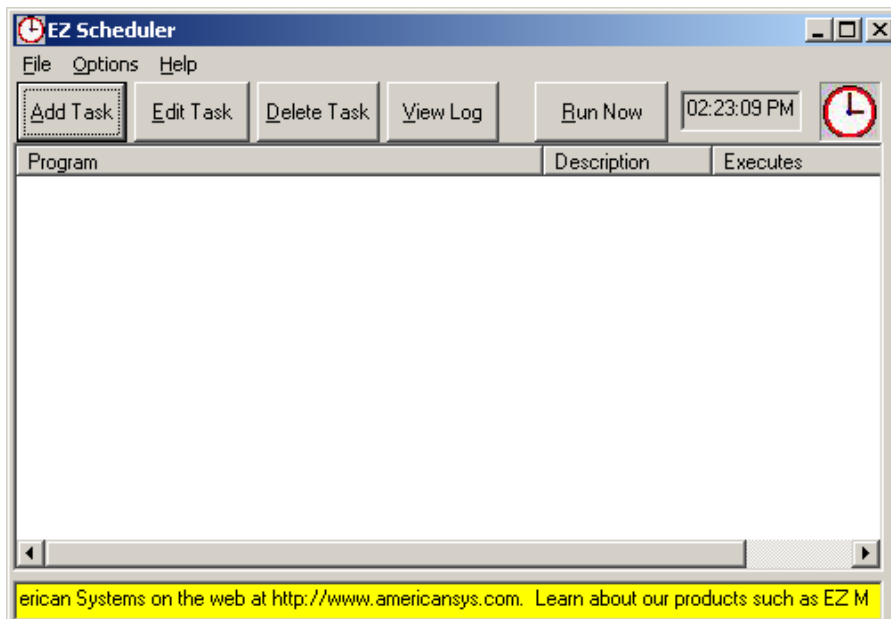 EZ Scheduler
File Options Help
Add Task Edit Task Delete Task View Log Run Now 02:23:09 PM
Program Description Executes
erican Systems on the web at http://www.americansys.com. Learn about our products such as EZ M